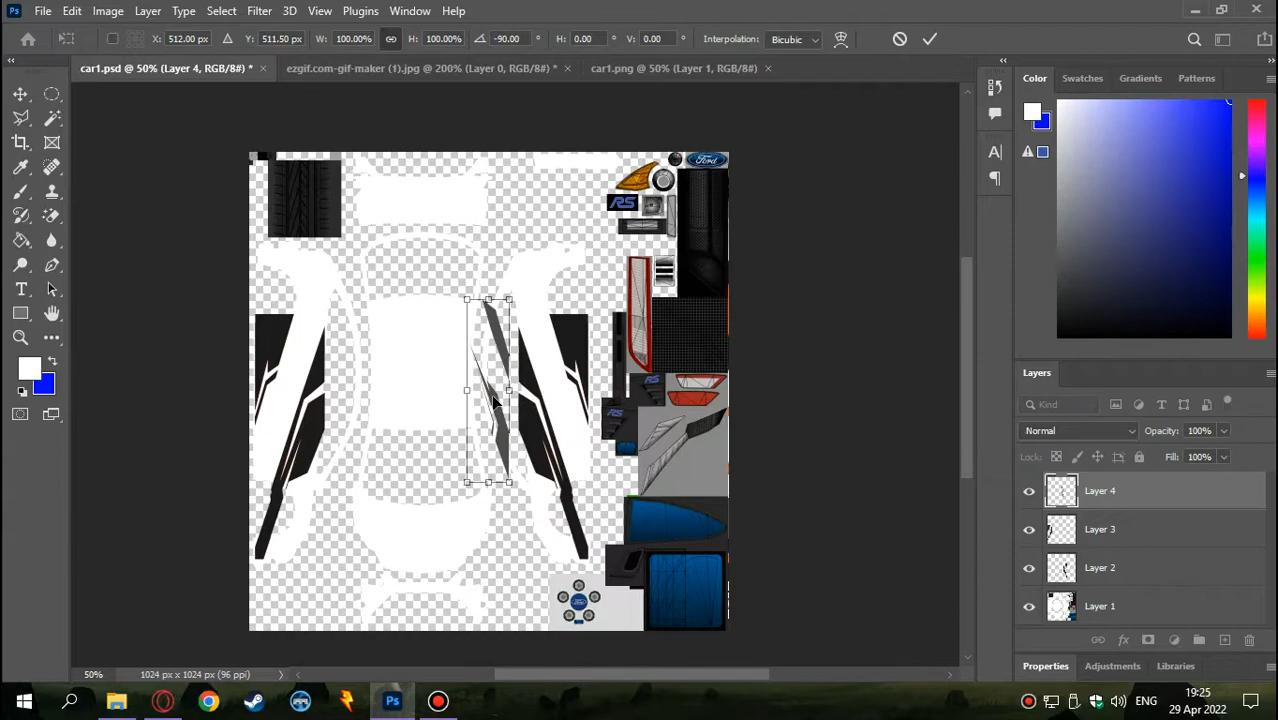 Ps File Edit Image Layer Type Select Filter 3D View Plugins Window Help
X: 512.00 px Y: 511.50 px W: 100.00% H: 100.00% -90.00 ° H: 0.00 ° V: 0.00 ° Interpolation: Bicubic
car1.psd @ 50% (Layer 4, RGB/8#) * × ezgif.com-gif-maker (1).jpg @ 200% (Layer 0, RGB/8#) * × car1.png @ 50% (Layer 1, RGB/8#) ×
Color Swatches Gradients Patterns
Ford
RS
RS
RS
Layers
Kind
Normal Opacity: 100%
Lock: Fill: 100%
Layer 4
Layer 3
Layer 2
Layer 1
50% 1024 px x 1024 px (96 ppi)
Properties Adjustments Libraries
Ps ENG 19:25
29 Apr 2022